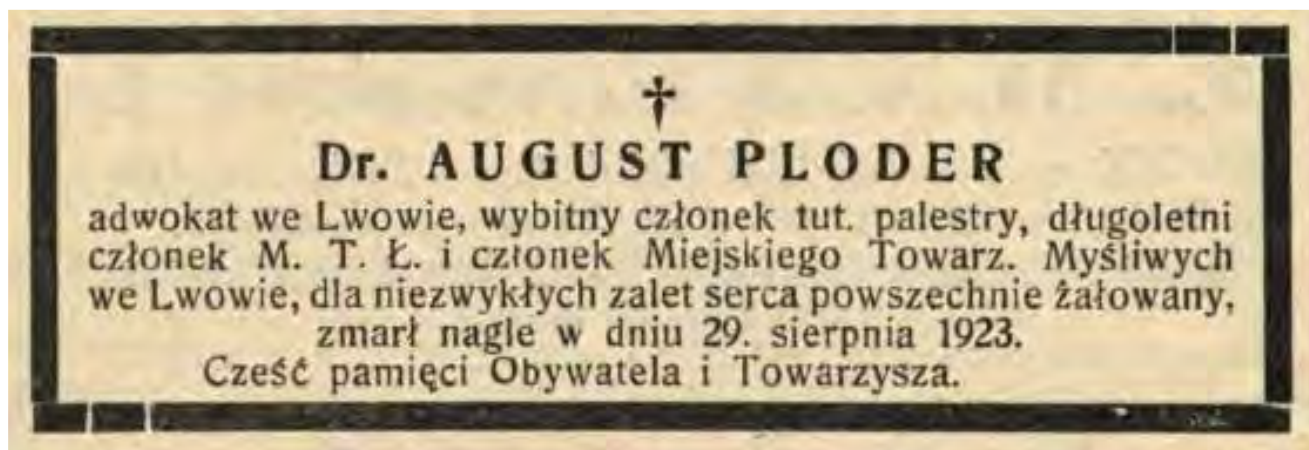 †
Dr. AUGUST PLODER
adwokat we Lwowie, wybitny członek tut. palestry, długoletni
członek M. T. Ł. i członek Miejskiego Towarz. Myśliwych
we Lwowie, dla niezwykłych zalet serca powszechnie żałowany,
zmarł nagle w dniu 29. sierpnia 1923.
Cześć pamięci Obywatela i Towarzysza.